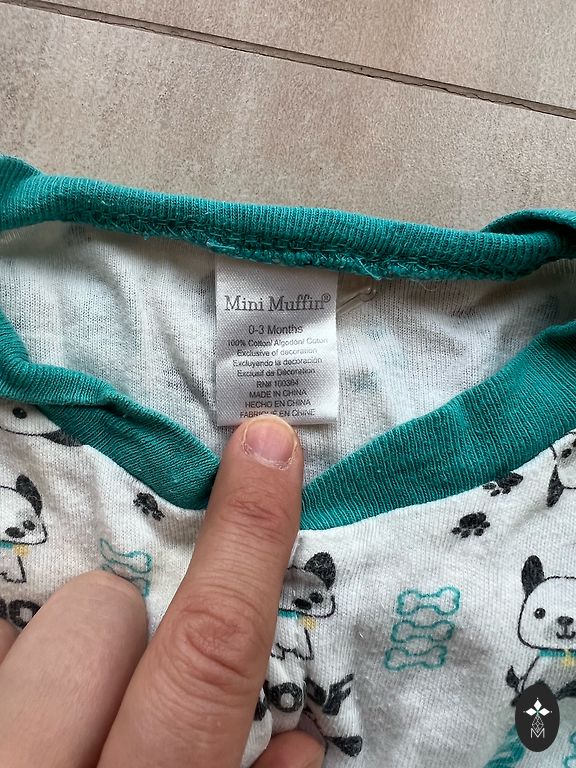 Mini Muffin®
0-3 Months
100% Cotton/ Algodón/ Coton
Exclusive of decoration
Excluyendo la decoración
Exclusif de Décoration
RN# 100364
MADE IN CHINA
HECHO EN CHINA
FABRIQUÉ EN CHINE